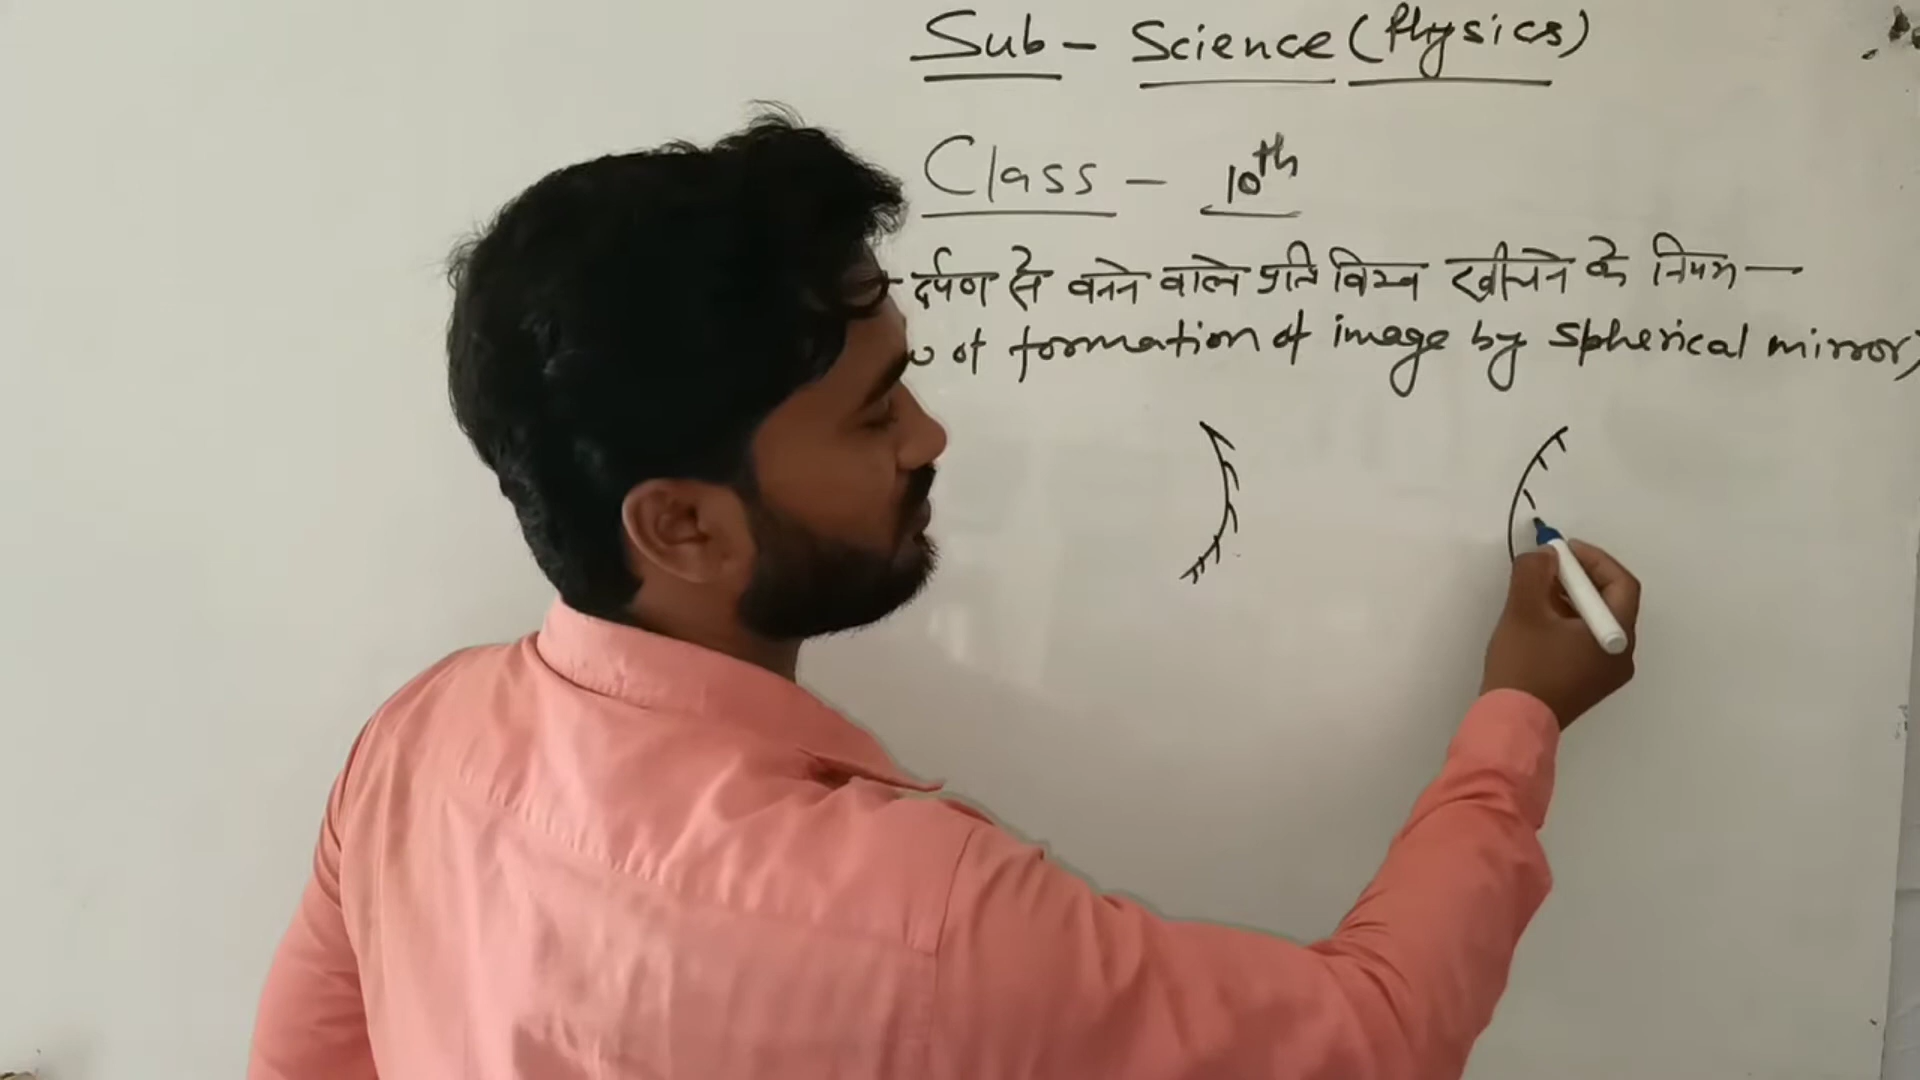 Sub - Science (Physics)
Class - 10th
दर्पण से बनने वाले प्रति विम्ब खीचने के नियम —
of formation of image by spherical mirror)